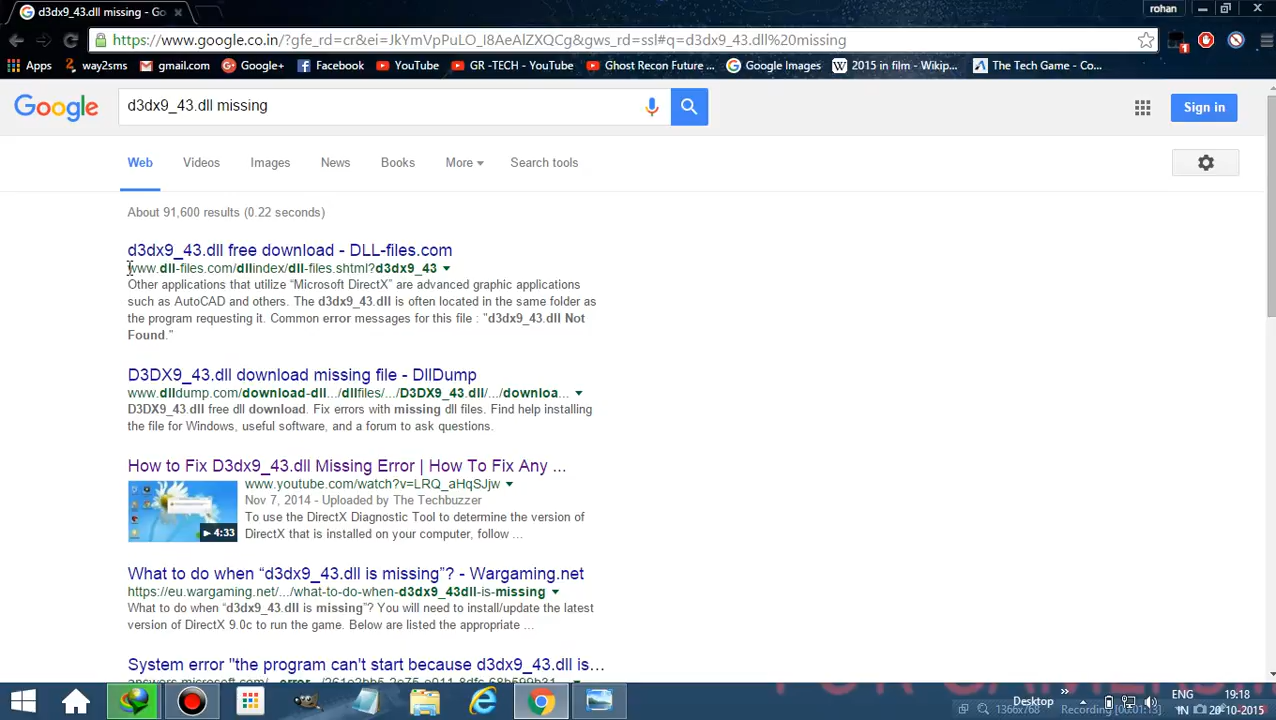 d3dx9_43.dll missing - Go
rohan
https://www.google.co.in/?gfe_rd=cr&ei=JkYmVpPuLO_I8AeAlZXQCg&gws_rd=ssl#q=d3dx9_43.dll%20missing
1
Apps way2sms gmail.com Google+ Facebook YouTube GR -TECH - YouTube Ghost Recon Future ... Google Images 2015 in film - Wikip... The Tech Game - Co...
Google
d3dx9_43.dll missing
Sign in
Web Videos Images News Books More Search tools
About 91,600 results (0.22 seconds)
d3dx9_43.dll free download - DLL-files.com
www.dll-files.com/dllindex/dll-files.shtml?d3dx9_43
Other applications that utilize “Microsoft DirectX” are advanced graphic applications
such as AutoCAD and others. The d3dx9_43.dll is often located in the same folder as
the program requesting it. Common error messages for this file : "d3dx9_43.dll Not
Found."
D3DX9_43.dll download missing file - DllDump
www.dlldump.com/download-dll.../dllfiles/.../D3DX9_43.dll/.../downloa...
D3DX9_43.dll free dll download. Fix errors with missing dll files. Find help installing
the file for Windows, useful software, and a forum to ask questions.
How to Fix D3dx9_43.dll Missing Error | How To Fix Any ...
www.youtube.com/watch?v=LRQ_aHqSJjw
Nov 7, 2014 - Uploaded by The Techbuzzer
To use the DirectX Diagnostic Tool to determine the version of
DirectX that is installed on your computer, follow ...
4:33
What to do when “d3dx9_43.dll is missing”? - Wargaming.net
https://eu.wargaming.net/.../what-to-do-when-d3dx9_43dll-is-missing
What to do when “d3dx9_43.dll is missing”? You will need to install/update the latest
version of DirectX 9.0c to run the game. Below are listed the appropriate ...
System error "the program can't start because d3dx9_43.dll is...
Desktop
ENG
IN
19:18
20-10-2015
1366x768
Recording [00:01:13]